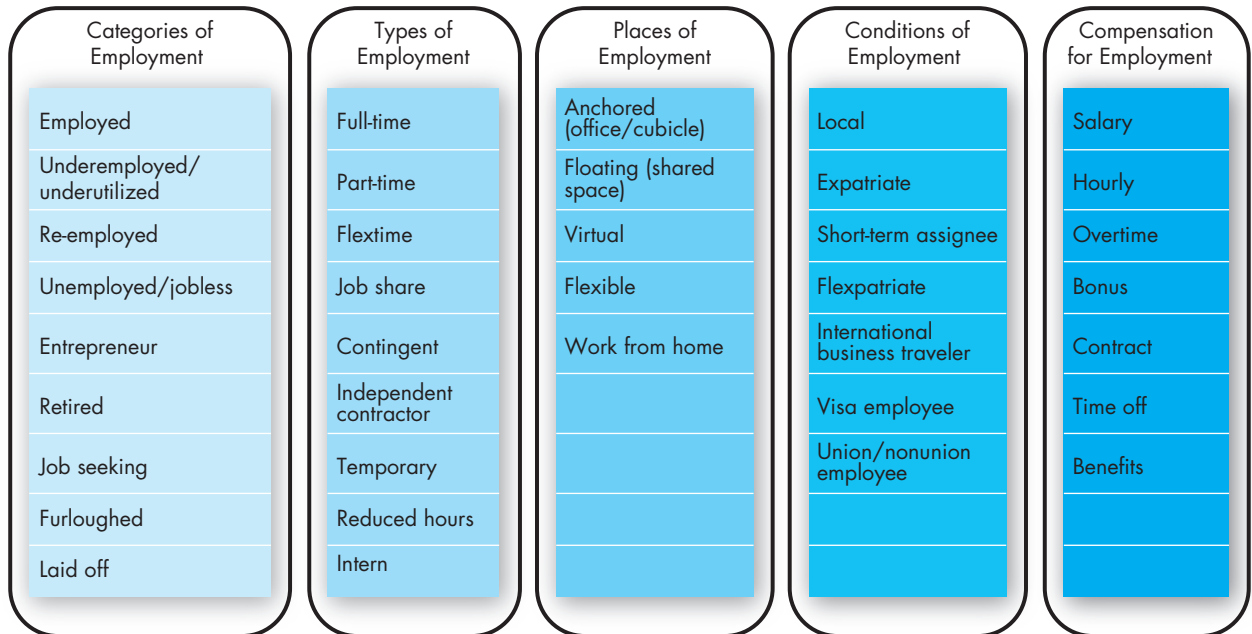 Categories of
Employment
Employed
Underemployed/
underutilized
Re-employed
Unemployed/jobless
Entrepreneur
Retired
Job seeking
Furloughed
Laid off
Types of
Employment
Full-time
Part-time
Flextime
Job share
Contingent
Independent
contractor
Temporary
Reduced hours
Intern
Places of
Employment
Anchored
(office/cubicle)
Floating (shared
space)
Virtual
Flexible
Work from home
Conditions of
Employment
Local
Expatriate
Short-term assignee
Flexpatriate
International
business traveler
Visa employee
Union/nonunion
employee
Compensation
for Employment
Salary
Hourly
Overtime
Bonus
Contract
Time off
Benefits